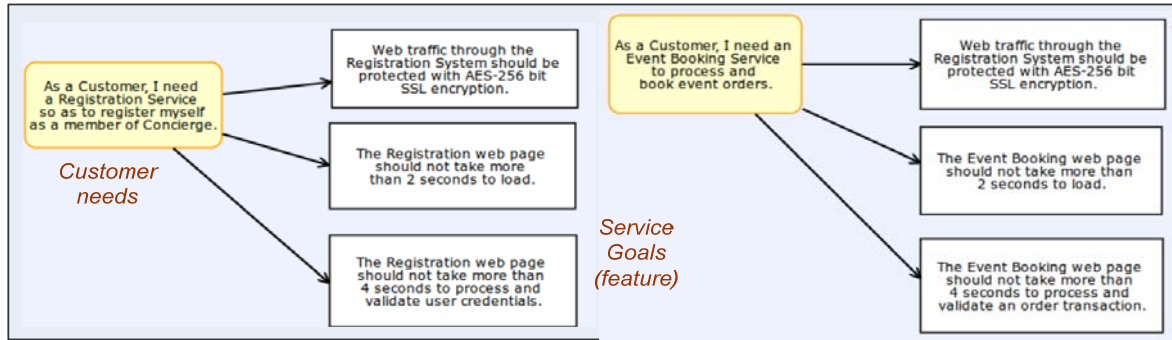 As a Customer, I need
a Registration Service
so as to register myself
as a member of Concierge.
Customer
needs
Web traffic through the
Registration System should be
protected with AES-256 bit
SSL encryption.
The Registration web page
should not take more
than 2 seconds to load.
The Registration web page
should not take more than
4 seconds to process and
validate user credentials.
Service
Goals
(feature)
As a Customer, I need an
Event Booking Service
to process and
book event orders.
Web traffic through the
Registration System should be
protected with AES-256 bit
SSL encryption.
The Event Booking web page
should not take more than
2 seconds to load.
The Event Booking web page
should not take more than
4 seconds to process and
validate an order transaction.